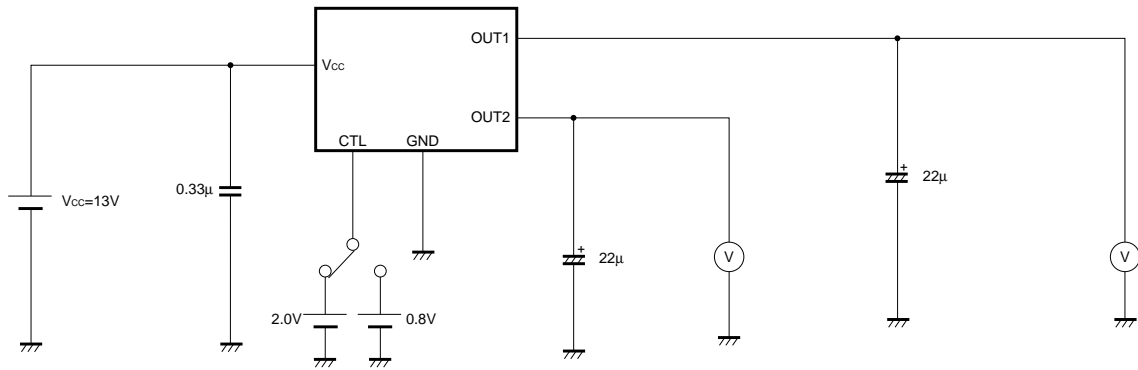 OUT1
VCC
OUT2
CTL
GND
VCC=13V
0.33μ
+
22μ
+
22μ
V
V
2.0V
0.8V